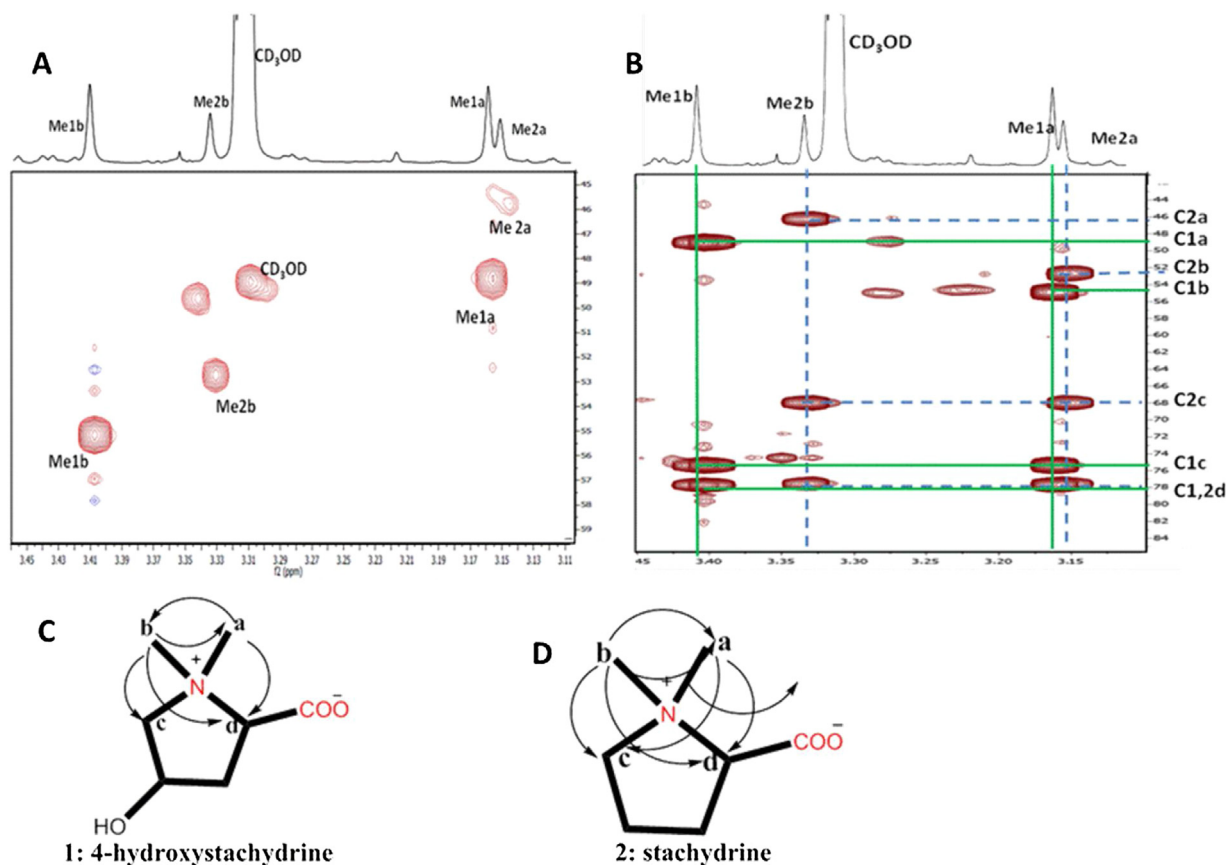 A
CD₃OD
Me1b
Me2b
Me1a
Me2a
45
46
47
48
49
50
51
52
53
54
55
56
57
58
59
Me 2a
CD₃OD
Me1a
Me2b
Me1b
3.45 3.43 3.41 3.39 3.37 3.35 3.33 3.31 3.29 3.27 3.25 3.23 3.21 3.19 3.17 3.15 3.13 3.11
f2 (ppm)
B
CD₃OD
Me1b
Me2b
Me1a
Me2a
44
46
48
50
52
54
56
58
60
62
64
66
68
70
72
74
76
78
80
82
84
C2a
C1a
C2b
C1b
C2c
C1c
C1,2d
45 3.40 3.30 3.20 3.15
C
b a
+
N
c d
COO⁻
HO
1: 4-hydroxystachydrine
D
b a
+
N
c d
COO⁻
2: stachydrine